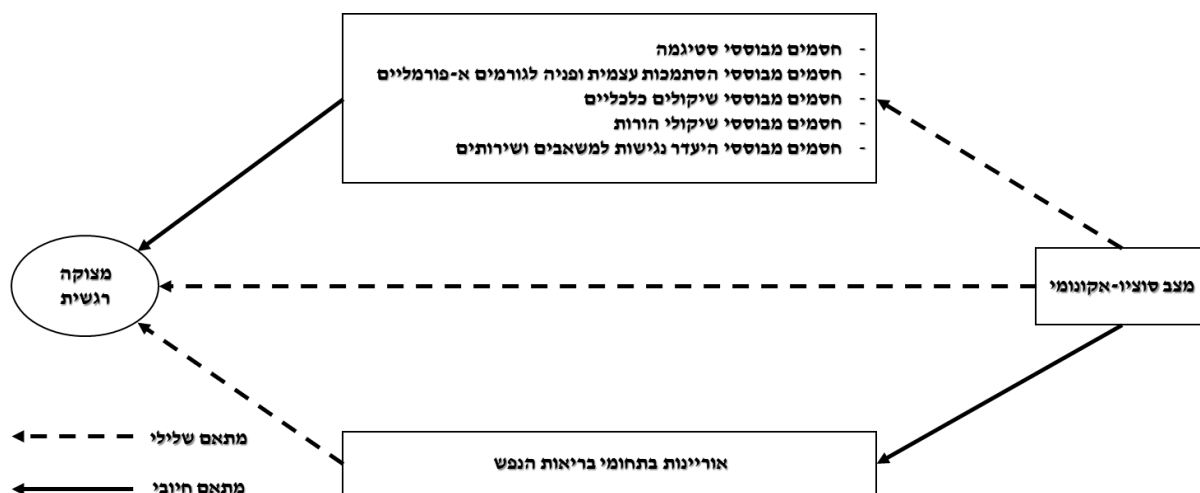 - חסמים מבוססי סטיגמה
- חסמים מבוססי הסתמכות עצמית ופניה לגורמים א-פורמליים
- חסמים מבוססי שיקולים כלכליים
- חסמים מבוססי שיקולי הורות
- חסמים מבוססי היעדר נגישות למשאבים ושירותים
מצב סוציו-אקונומי
מצוקה
רגשית
אוריינות בתחומי בריאות הנפש
מתאם שלילי
מתאם חיובי